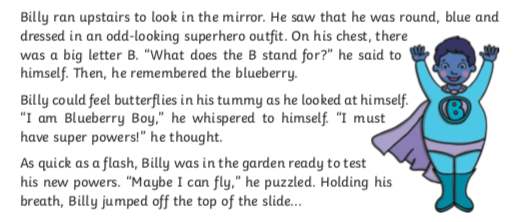 Billy ran upstairs to look in the mirror. He saw that he was round, blue and
dressed in an odd-looking superhero outfit. On his chest, there
was a big letter B. "What does the B stand for?" he said to
himself. Then, he remembered the blueberry.
Billy could feel butterflies in his tummy as he looked at himself.
"I am Blueberry Boy," he whispered to himself. "I must
have super powers!" he thought.
As quick as a flash, Billy was in the garden ready to test
his new powers. "Maybe I can fly," he puzzled. Holding his
breath, Billy jumped off the top of the slide...
B